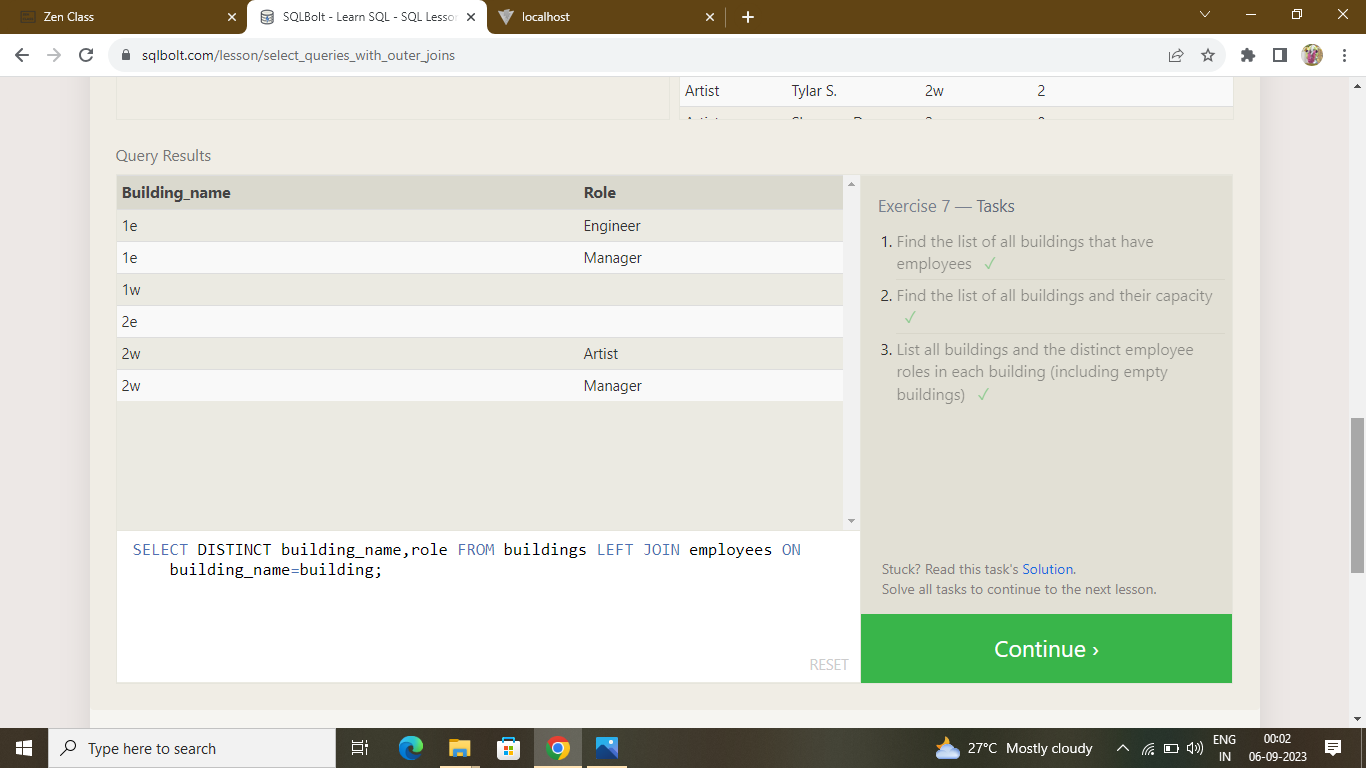 Zen Class
SQLBolt - Learn SQL - SQL Lesso
localhost
sqlbolt.com/lesson/select_queries_with_outer_joins
Artist Tylar S. 2w 2
Query Results
Building_name Role
1e Engineer
1e Manager
1w
2e
2w Artist
2w Manager
Exercise 7 — Tasks
1. Find the list of all buildings that have
employees ✓
2. Find the list of all buildings and their capacity
✓
3. List all buildings and the distinct employee
roles in each building (including empty
buildings) ✓
SELECT DISTINCT building_name,role FROM buildings LEFT JOIN employees ON
building_name=building;
RESET
Stuck? Read this task's Solution.
Solve all tasks to continue to the next lesson.
Continue ›
Type here to search
27°C Mostly cloudy
ENG
IN
00:02
06-09-2023